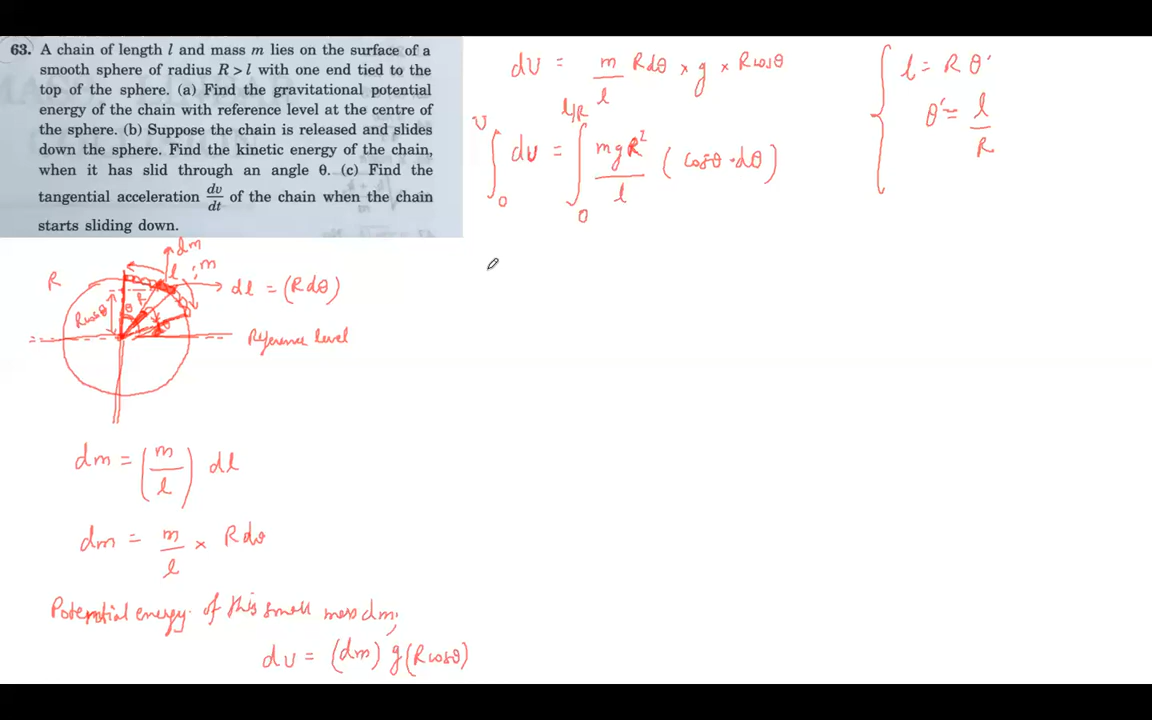 63. A chain of length l and mass m lies on the surface of a
smooth sphere of radius R > l with one end tied to the
top of the sphere. (a) Find the gravitational potential
energy of the chain with reference level at the centre of
the sphere. (b) Suppose the chain is released and slides
down the sphere. Find the kinetic energy of the chain,
when it has slid through an angle θ. (c) Find the
tangential acceleration dv/dt of the chain when the chain
starts sliding down.
dm
l, m
R
dl = (Rdθ)
Rcosθ
θ
Reference level
dm = (m/l) dl
dm = m/l × Rdθ
Potential energy of this small mass dm,
dU = (dm) g(Rcosθ)
dU = m/l Rdθ × g × Rcosθ
∫₀^U dU = ∫₀^(l/R) mgR²/l (cosθ·dθ)
l = Rθ'
θ' = l/R